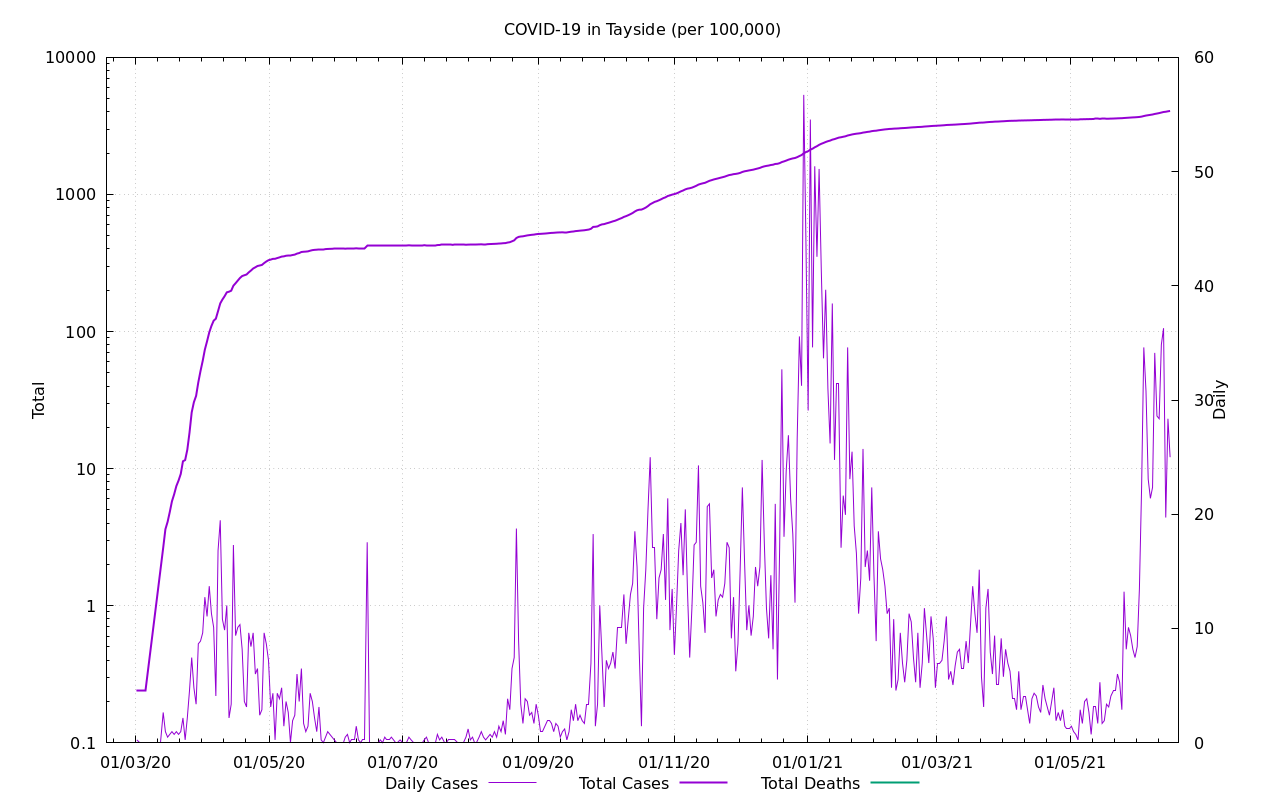 COVID-19 in Tayside (per 100,000)
10000
1000
100
10
1
0.1
Total
60
50
40
30
20
10
0
Daily
01/03/20 01/05/20 01/07/20 01/09/20 01/11/20 01/01/21 01/03/21 01/05/21
Daily Cases Total Cases Total Deaths